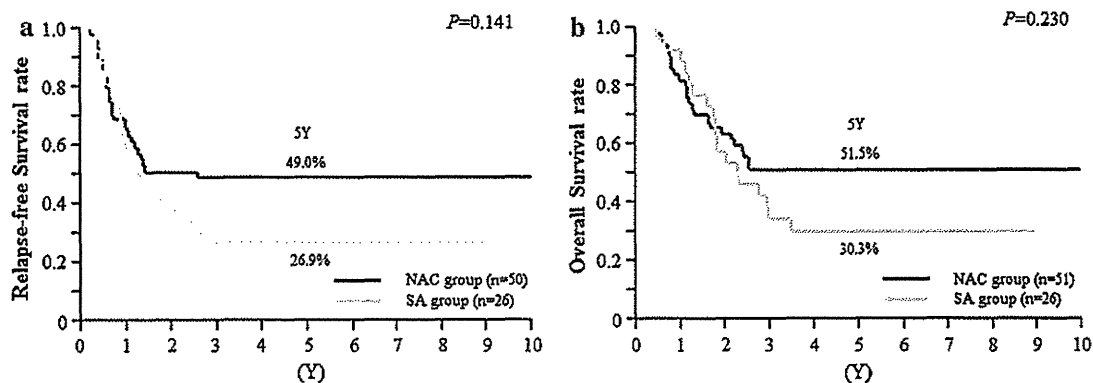 a
P=0.141
Relapse-free Survival rate
1.0
0.8
0.6
0.4
0.2
0
5Y
49.0%
26.9%
NAC group (n=50)
SA group (n=26)
0 1 2 3 4 5 6 7 8 9 10
(Y)
b
P=0.230
Overall Survival rate
1.0
0.8
0.6
0.4
0.2
0
5Y
51.5%
30.3%
NAC group (n=51)
SA group (n=26)
0 1 2 3 4 5 6 7 8 9 10
(Y)